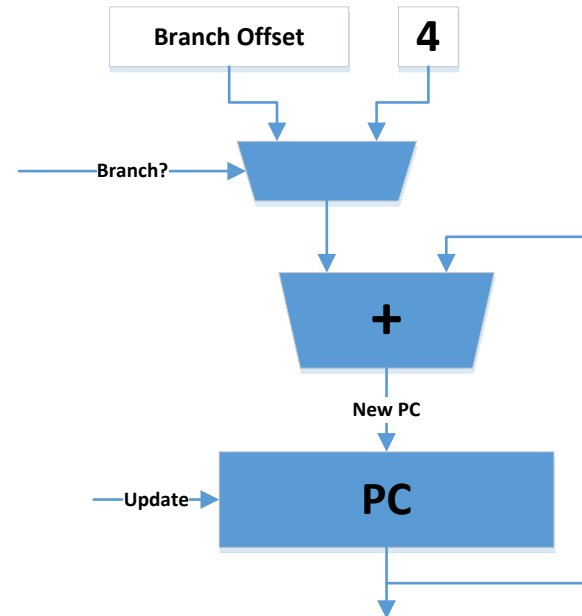 Branch Offset
4
Branch?
+
New PC
Update
PC